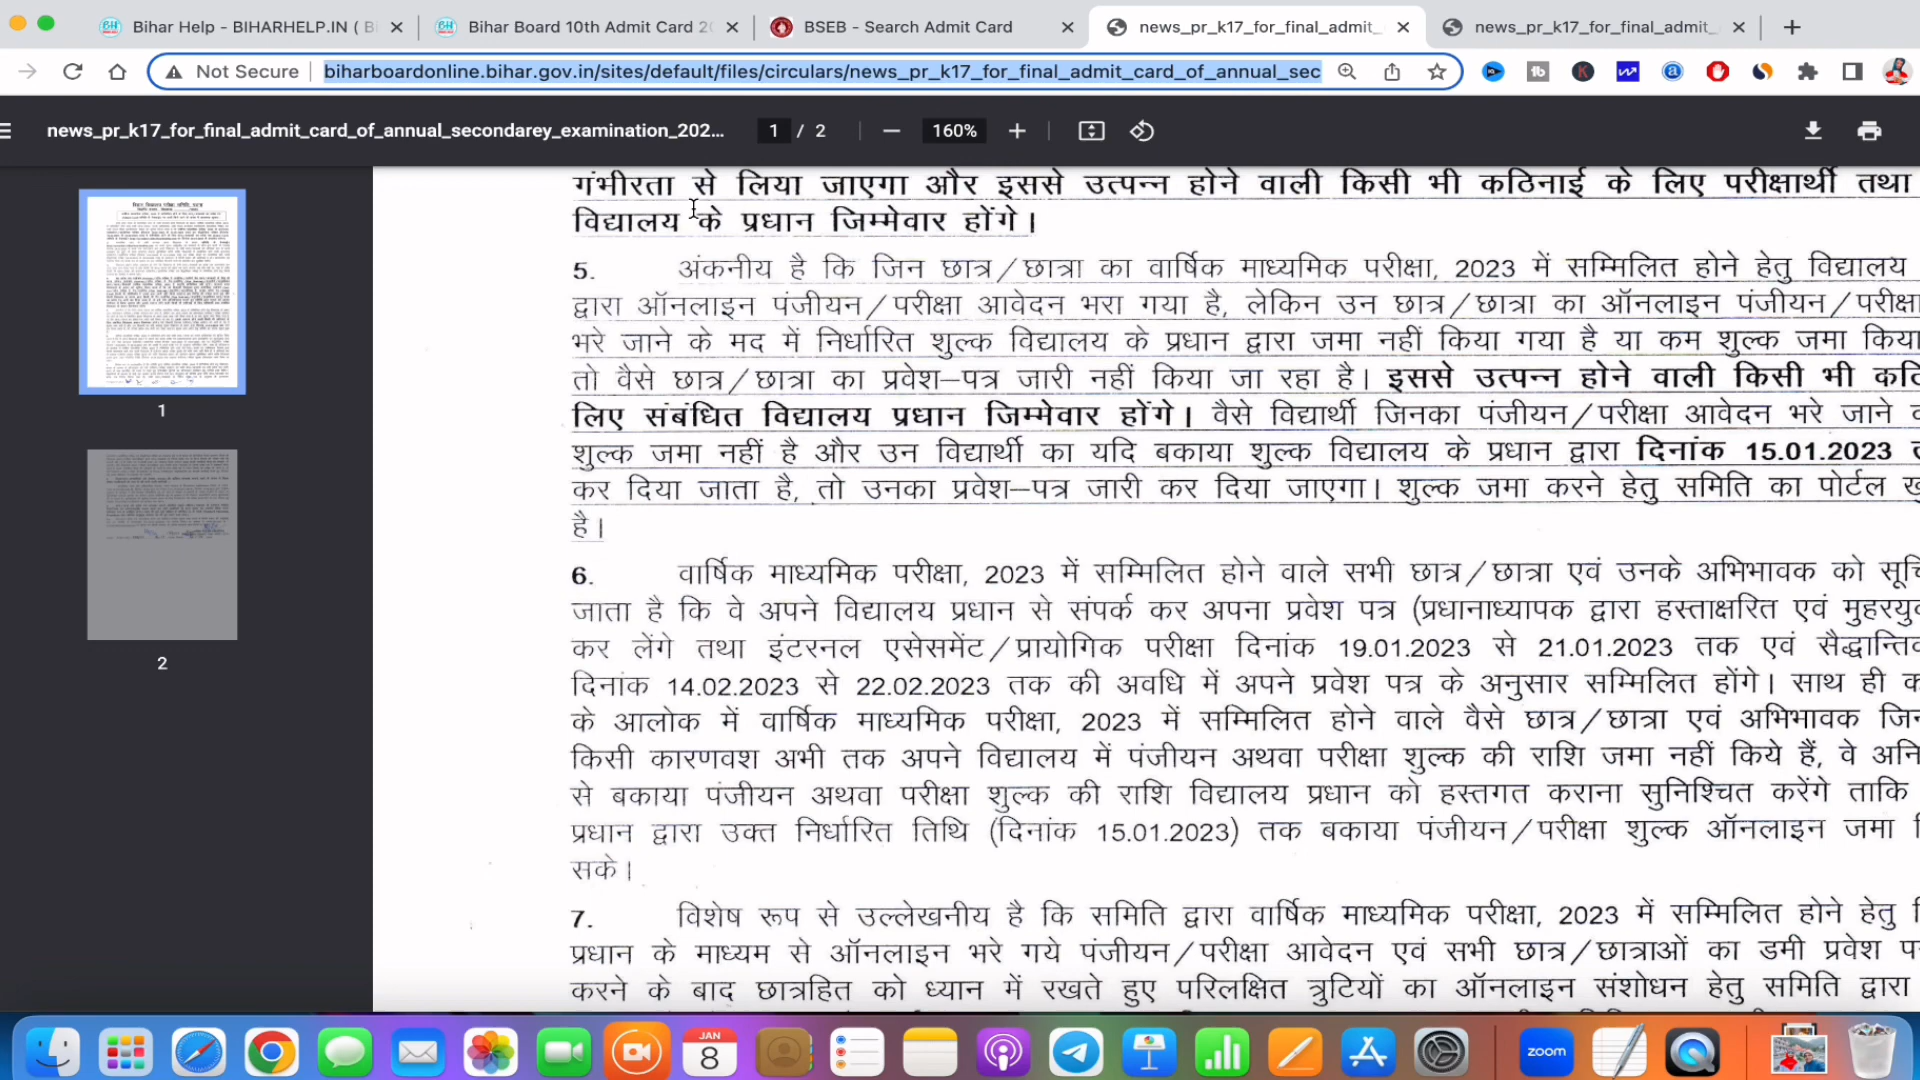 Bihar Help - BIHARHELP.IN ( Bi
Bihar Board 10th Admit Card 20
BSEB - Search Admit Card
news_pr_k17_for_final_admit_
news_pr_k17_for_final_admit_
Not Secure
biharboardonline.bihar.gov.in/sites/default/files/circulars/news_pr_k17_for_final_admit_card_of_annual_sec
news_pr_k17_for_final_admit_card_of_annual_secondarey_examination_202...
1 / 2
160%
1
2
गंभीरता से लिया जाएगा और इससे उत्पन्न होने वाली किसी भी कठिनाई के लिए परीक्षार्थी तथा
विद्यालय के प्रधान जिम्मेवार होंगे।
5. अंकनीय है कि जिन छात्र/छात्रा का वार्षिक माध्यमिक परीक्षा, 2023 में सम्मिलित होने हेतु विद्यालय
द्वारा ऑनलाइन पंजीयन/परीक्षा आवेदन भरा गया है, लेकिन उन छात्र/छात्रा का ऑनलाइन पंजीयन/परीक्षा
भरे जाने के मद में निर्धारित शुल्क विद्यालय के प्रधान द्वारा जमा नहीं किया गया है या कम शुल्क जमा किया
तो वैसे छात्र/छात्रा का प्रवेश–पत्र जारी नहीं किया जा रहा है। इससे उत्पन्न होने वाली किसी भी
लिए संबंधित विद्यालय प्रधान जिम्मेवार होंगे। वैसे विद्यार्थी जिनका पंजीयन/परीक्षा आवेदन भरे जाने
शुल्क जमा नहीं है और उन विद्यार्थी का यदि बकाया शुल्क विद्यालय के प्रधान द्वारा दिनांक 15.01.2023
कर दिया जाता है, तो उनका प्रवेश–पत्र जारी कर दिया जाएगा। शुल्क जमा करने हेतु समिति का पोर्टल
है।
6. वार्षिक माध्यमिक परीक्षा, 2023 में सम्मिलित होने वाले सभी छात्र/छात्रा एवं उनके अभिभावक को
जाता है कि वे अपने विद्यालय प्रधान से संपर्क कर अपना प्रवेश पत्र (प्रधानाध्यापक द्वारा हस्ताक्षरित एवं
कर लेंगे तथा इंटरनल एसेसमेंट/प्रायोगिक परीक्षा दिनांक 19.01.2023 से 21.01.2023 तक एवं
दिनांक 14.02.2023 से 22.02.2023 तक की अवधि में अपने प्रवेश पत्र के अनुसार सम्मिलित होंगे। साथ ही
के आलोक में वार्षिक माध्यमिक परीक्षा, 2023 में सम्मिलित होने वाले वैसे छात्र/छात्रा एवं अभिभावक
किसी कारणवश अभी तक अपने विद्यालय में पंजीयन अथवा परीक्षा शुल्क की राशि जमा नहीं किये हैं, वे
से बकाया पंजीयन अथवा परीक्षा शुल्क की राशि विद्यालय प्रधान को हस्तगत कराना सुनिश्चित करेंगे ताकि
प्रधान द्वारा उक्त निर्धारित तिथि (दिनांक 15.01.2023) तक बकाया पंजीयन/परीक्षा शुल्क ऑनलाइन जमा
सके।
7. विशेष रूप से उल्लेखनीय है कि समिति द्वारा वार्षिक माध्यमिक परीक्षा, 2023 में सम्मिलित होने हेतु
प्रधान के माध्यम से ऑनलाइन भरे गये पंजीयन/परीक्षा आवेदन एवं सभी छात्र/छात्राओं का डमी प्रवेश
करने के बाद छात्रहित को ध्यान में रखते हुए परिलक्षित त्रुटियों का ऑनलाइन संशोधन हेतु समिति द्वारा
JAN
8
zoom